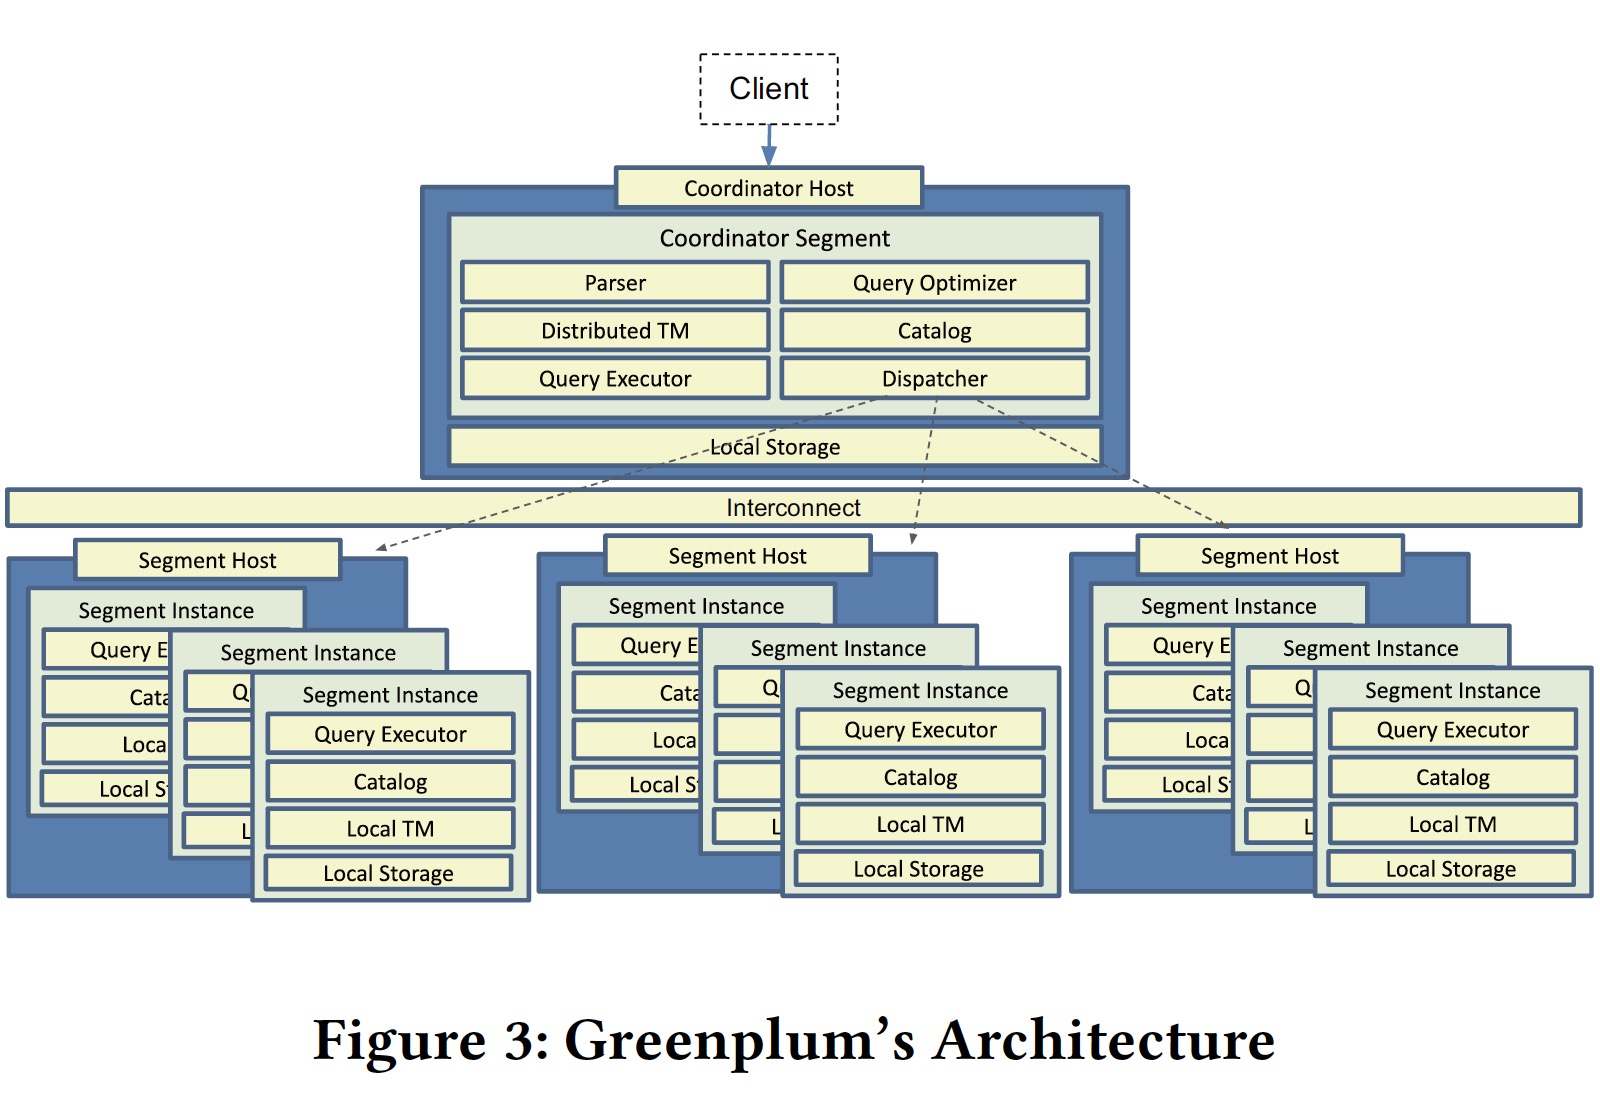 Client
Coordinator Host
Coordinator Segment
Parser
Query Optimizer
Distributed TM
Catalog
Query Executor
Dispatcher
Local Storage
Interconnect
Segment Host
Segment Instance
Query E
Cata
Loca
Local S
Segment Instance
Q
L
Segment Instance
Query Executor
Catalog
Local TM
Local Storage
Segment Host
Segment Instance
Query E
Cata
Loca
Local S
Segment Instance
Q
L
Segment Instance
Query Executor
Catalog
Local TM
Local Storage
Segment Host
Segment Instance
Query E
Cata
Loca
Local S
Segment Instance
Q
L
Segment Instance
Query Executor
Catalog
Local TM
Local Storage
Figure 3: Greenplum’s Architecture